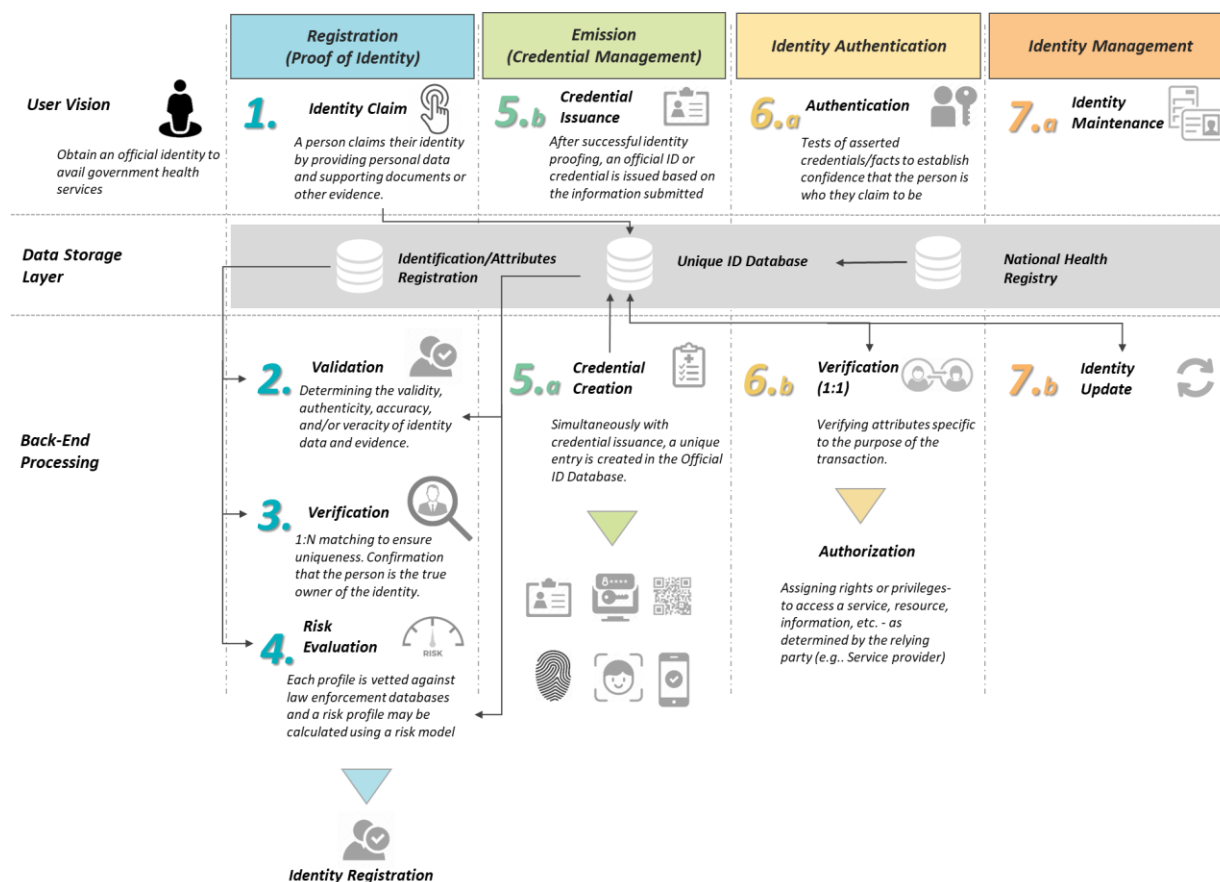 Registration
(Proof of Identity)
Emission
(Credential Management)
Identity Authentication
Identity Management
User Vision
Obtain an official identity to
avail government health
services
1.
Identity Claim
A person claims their identity
by providing personal data
and supporting documents or
other evidence.
5.b
Credential
Issuance
After successful identity
proofing, an official ID or
credential is issued based on
the information submitted
6.a
Authentication
Tests of asserted
credentials/facts to establish
confidence that the person is
who they claim to be
7.a
Identity
Maintenance
Data Storage
Layer
Identification/Attributes
Registration
Unique ID Database
National Health
Registry
Back-End
Processing
2.
Validation
Determining the validity,
authenticity, accuracy,
and/or veracity of identity
data and evidence.
3.
Verification
1:N matching to ensure
uniqueness. Confirmation
that the person is the true
owner of the identity.
4.
Risk
Evaluation
RISK
Each profile is vetted against
law enforcement databases
and a risk profile may be
calculated using a risk model
Identity Registration
5.a
Credential
Creation
Simultaneously with
credential issuance, a unique
entry is created in the Official
ID Database.
6.b
Verification
(1:1)
Verifying attributes specific
to the purpose of the
transaction.
Authorization
Assigning rights or privileges-
to access a service, resource,
information, etc. - as
determined by the relying
party (e.g.. Service provider)
7.b
Identity
Update